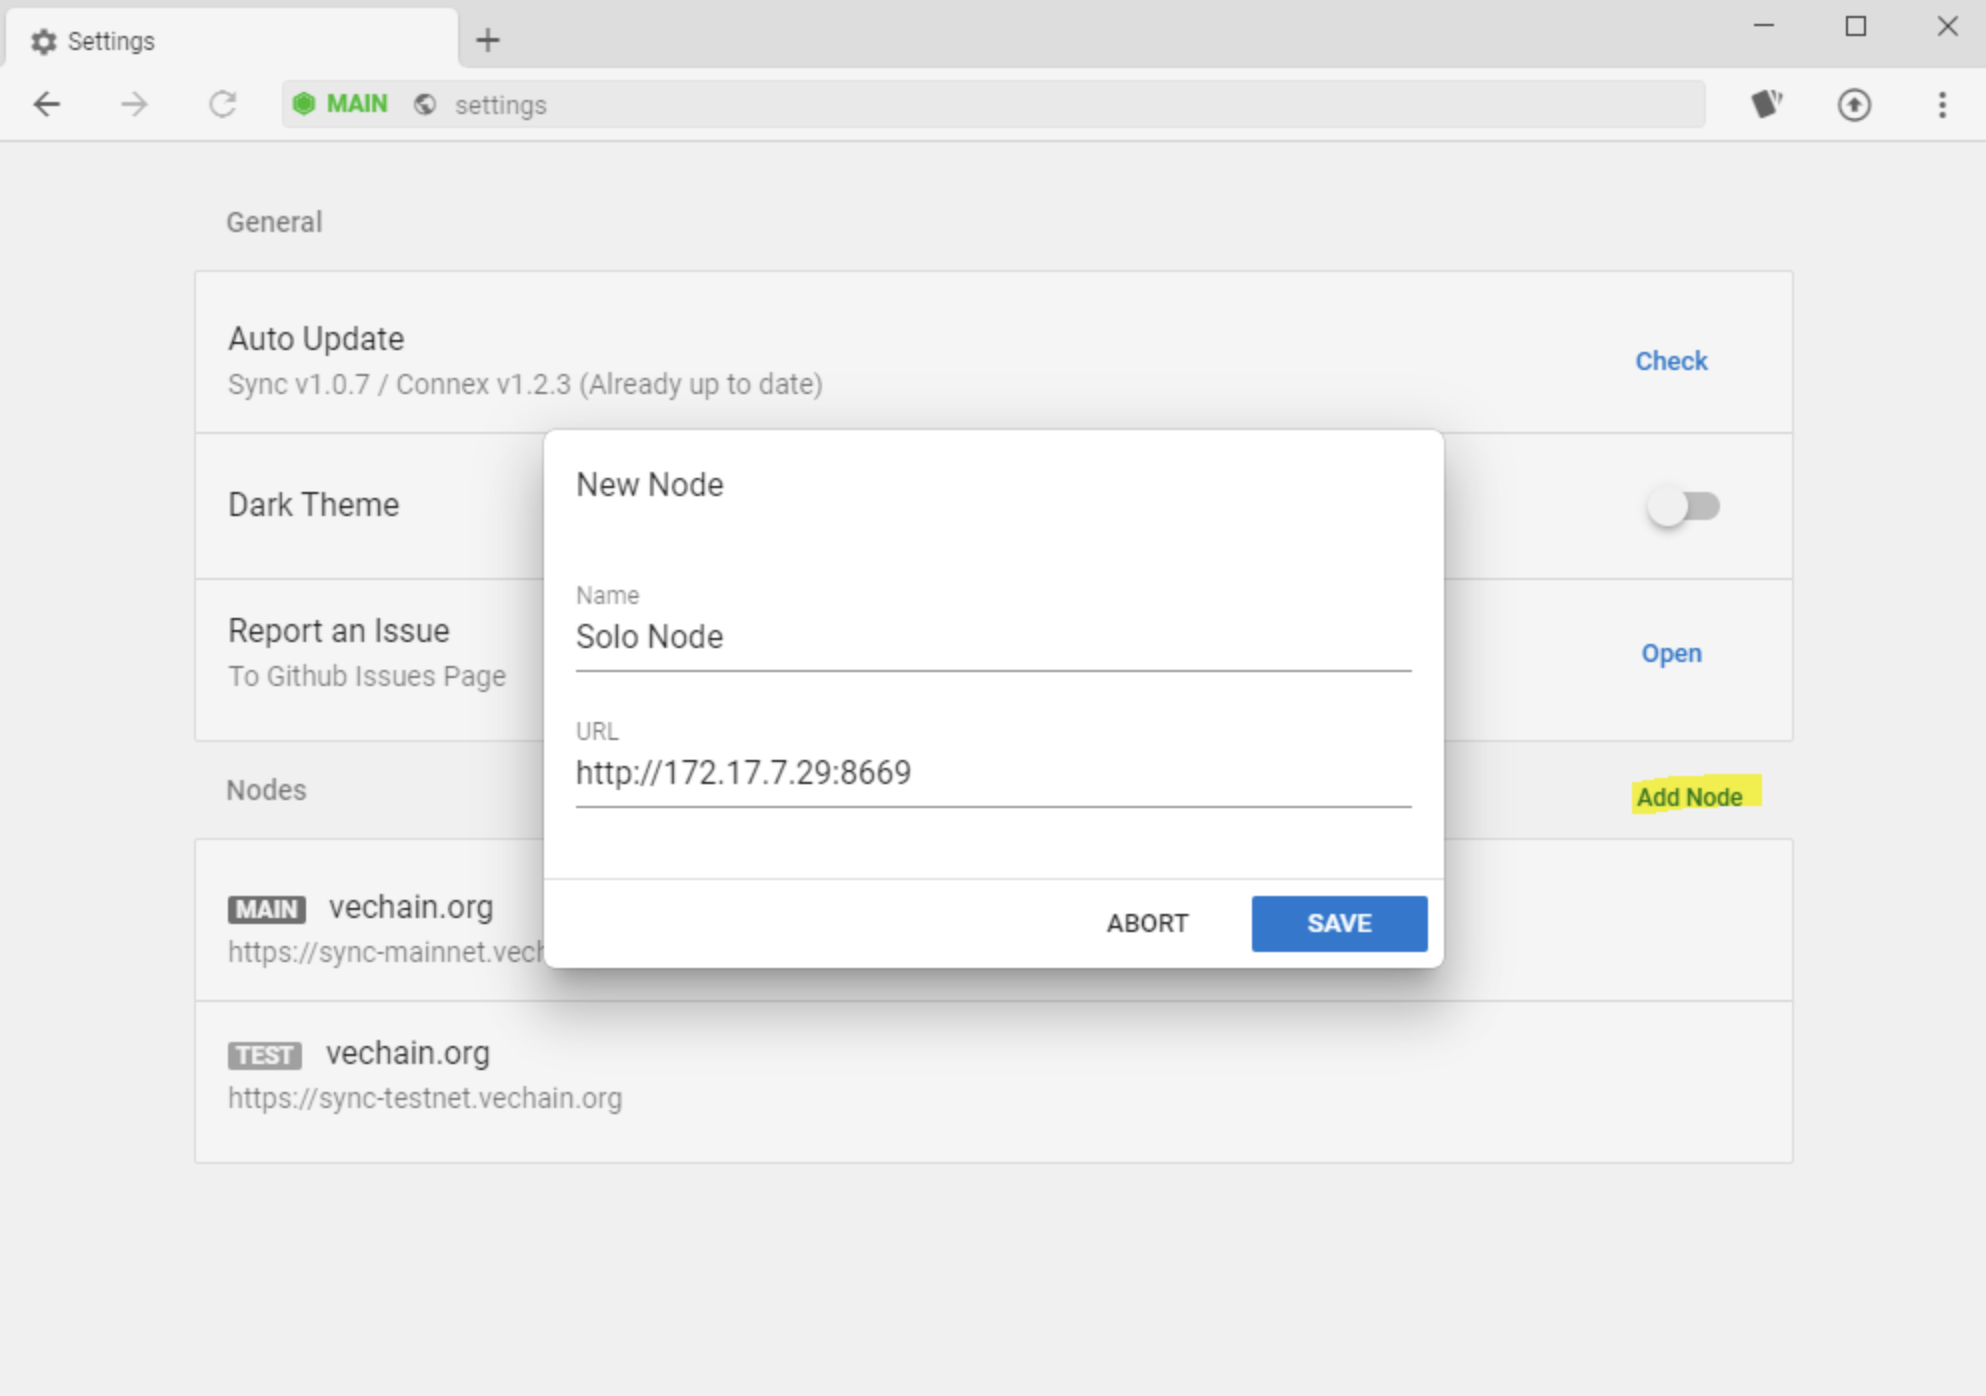 Settings
MAIN settings
General
Auto Update
Sync v1.0.7 / Connex v1.2.3 (Already up to date)
Check
Dark Theme
Report an Issue
To Github Issues Page
Open
New Node
Name
Solo Node
URL
http://172.17.7.29:8669
ABORT SAVE
Nodes
Add Node
MAIN vechain.org
https://sync-mainnet.vech
TEST vechain.org
https://sync-testnet.vechain.org